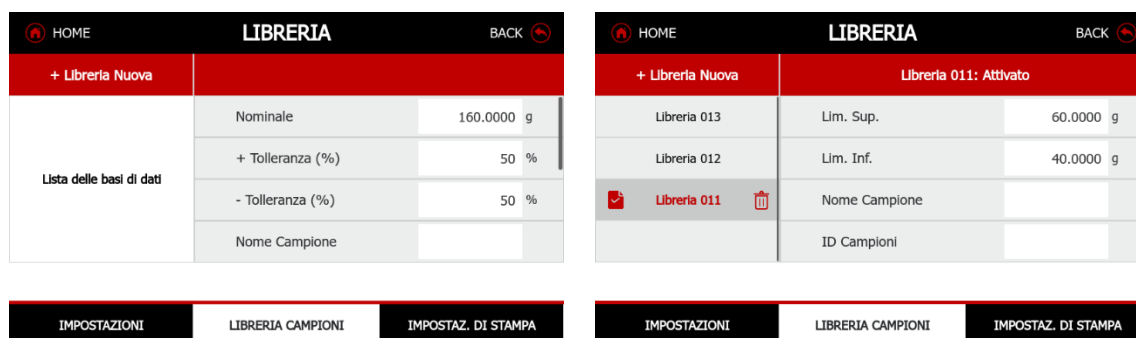 HOME LIBRERIA BACK
+ Libreria Nuova
Lista delle basi di dati
Nominale 160.0000 g
+ Tolleranza (%) 50 %
- Tolleranza (%) 50 %
Nome Campione
IMPOSTAZIONI LIBRERIA CAMPIONI IMPOSTAZ. DI STAMPA
HOME LIBRERIA BACK
+ Libreria Nuova Libreria 011: Attivato
Libreria 013 Lim. Sup. 60.0000 g
Libreria 012 Lim. Inf. 40.0000 g
Libreria 011 Nome Campione
ID Campioni
IMPOSTAZIONI LIBRERIA CAMPIONI IMPOSTAZ. DI STAMPA